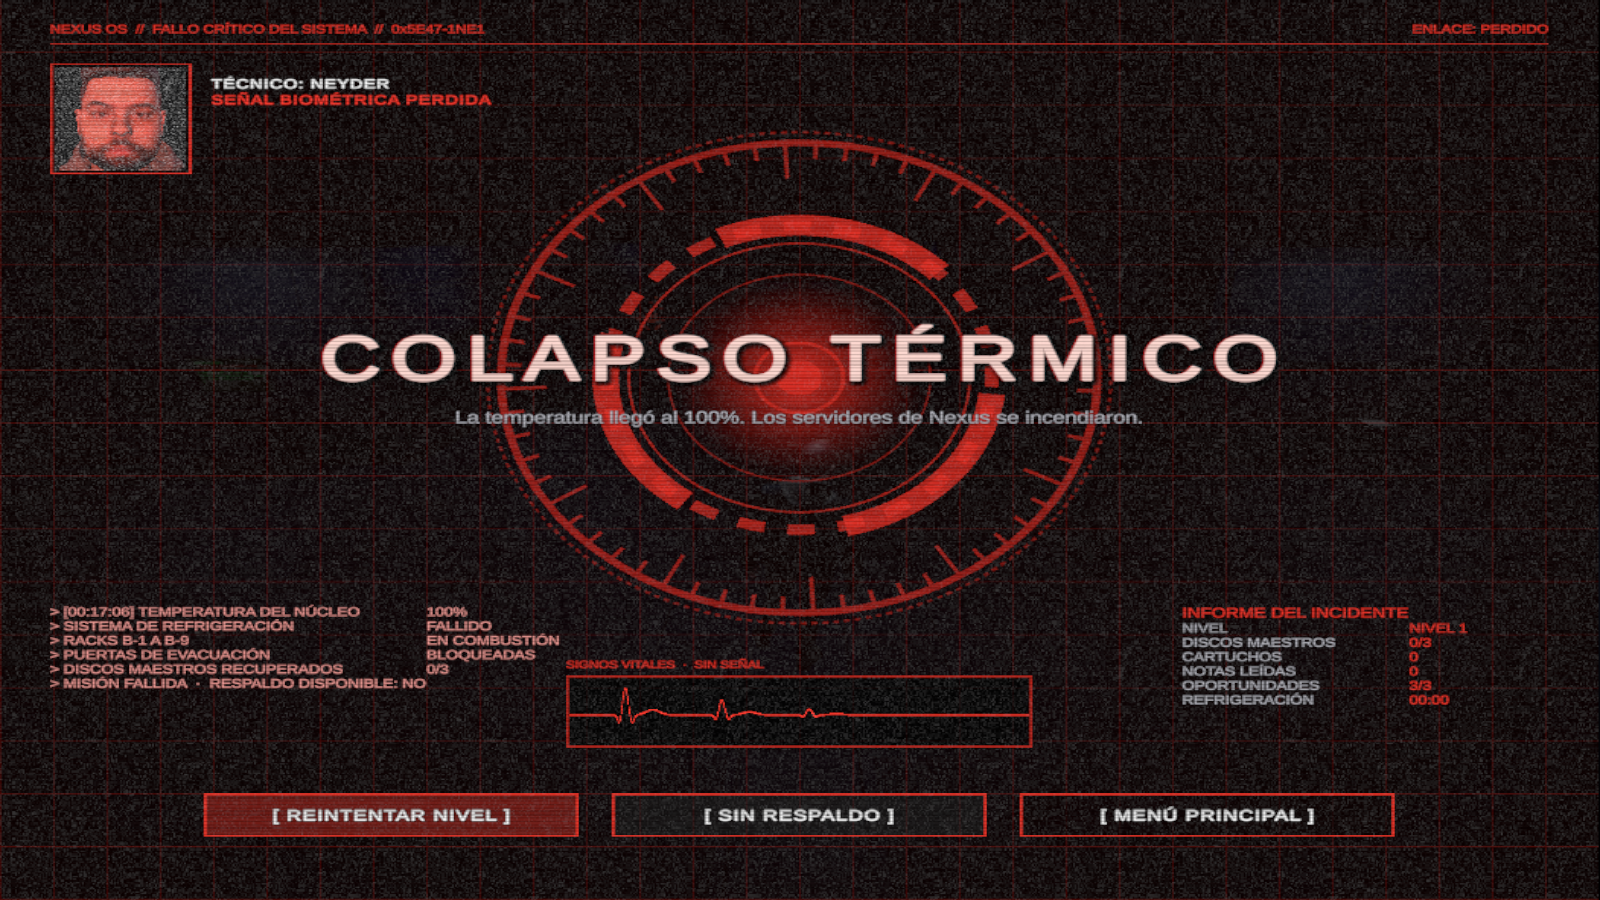 NEXUS OS // FALLO CRÍTICO DEL SISTEMA // 0x5E47-1NE1
ENLACE: PERDIDO
TÉCNICO: NEYDER
SEÑAL BIOMÉTRICA PERDIDA
COLAPSO TÉRMICO
La temperatura llegó al 100%. Los servidores de Nexus se incendiaron.
> [00:17:06] TEMPERATURA DEL NÚCLEO 100%
> SISTEMA DE REFRIGERACIÓN FALLIDO
> RACKS B-1 A B-9 EN COMBUSTIÓN
> PUERTAS DE EVACUACIÓN BLOQUEADAS
> DISCOS MAESTROS RECUPERADOS 0/3
> MISIÓN FALLIDA · RESPALDO DISPONIBLE: NO
SIGNOS VITALES · SIN SEÑAL
INFORME DEL INCIDENTE
NIVEL NIVEL 1
DISCOS MAESTROS 0/3
CARTUCHOS 0
NOTAS LEÍDAS 0
OPORTUNIDADES 3/3
REFRIGERACIÓN 00:00
[ REINTENTAR NIVEL ]
[ SIN RESPALDO ]
[ MENÚ PRINCIPAL ]